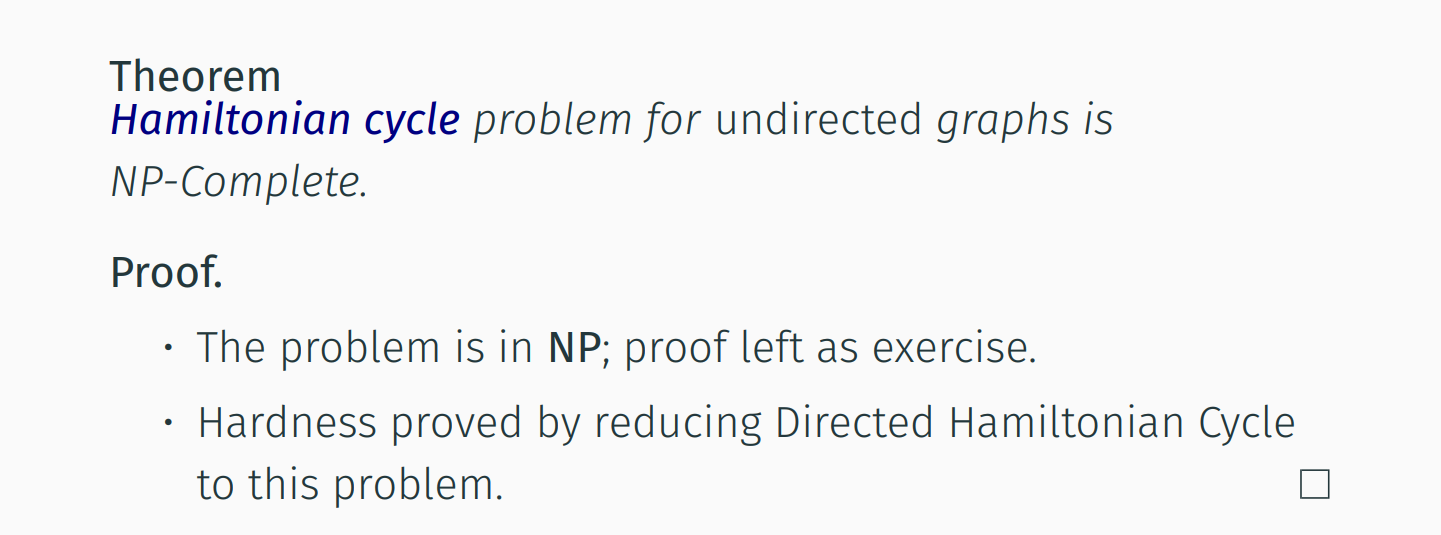 Theorem
Hamiltonian cycle problem for undirected graphs is
NP-Complete.
Proof.
• The problem is in NP; proof left as exercise.
• Hardness proved by reducing Directed Hamiltonian Cycle
to this problem. □